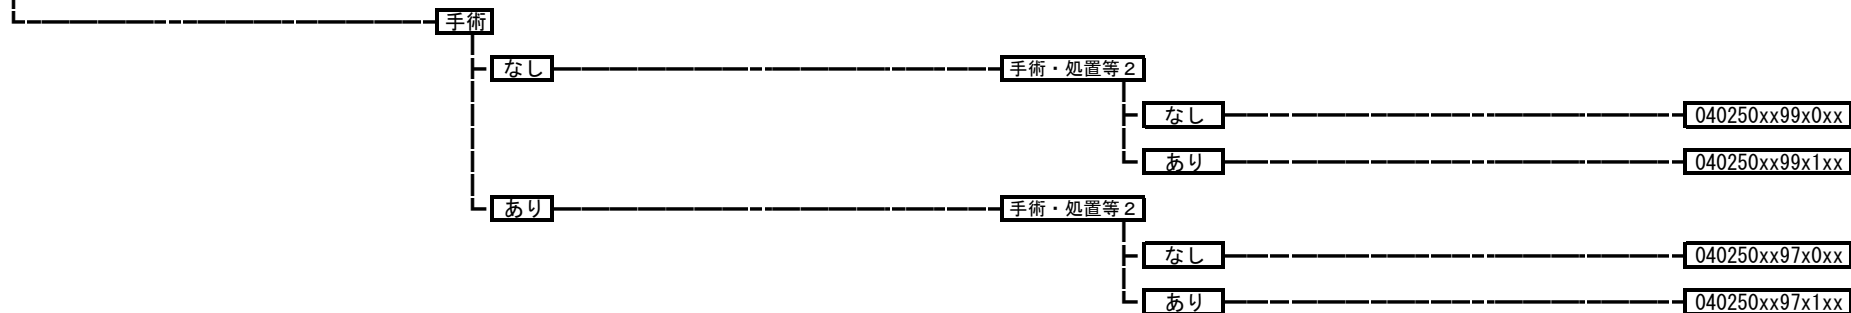 手術
なし 手術・処置等２
なし 040250xx99x0xx
あり 040250xx99x1xx
あり 手術・処置等２
なし 040250xx97x0xx
あり 040250xx97x1xx